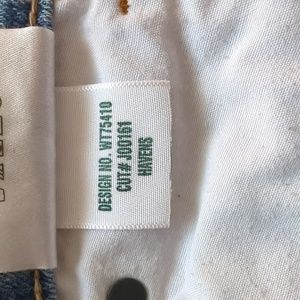 DESIGN NO. WT75410
CUT# J00161
HAVENS